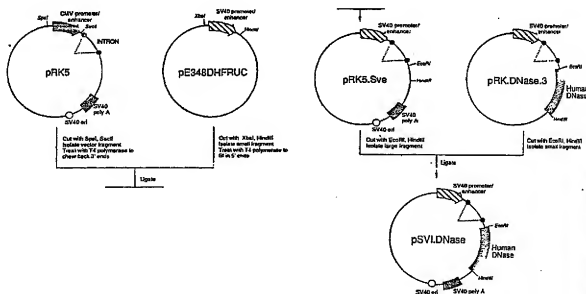 CMV promoter/
enhancer
SpeI
SacII
INTRON
pRK5
SV40
poly A
SV40 ori
Cut with SpeI, SacII
Isolate vector fragment
Treat with T4 polymerase to
chew back 3' ends
SV40 promoter/
enhancer
XbaI
HindIII
pE348DHFRUC
Cut with XbaI, HindIII
Isolate small fragment
Treat with T4 polymerase to
fill in 5' ends
Ligate
SV40 promoter/
enhancer
EcoRI
HindIII
pRK5.Sve
SV40
poly A
SV40 ori
Cut with EcoRI, HindIII
Isolate large fragment
SV40 promoter/
enhancer
EcoRI
pRK.DNase.3
Human
DNase
HindIII
Cut with EcoRI, HindIII
Isolate small fragment
Ligate
SV40 promoter/
enhancer
EcoRI
pSVI.DNase
Human
DNase
HindIII
SV40 ori
SV40 poly A